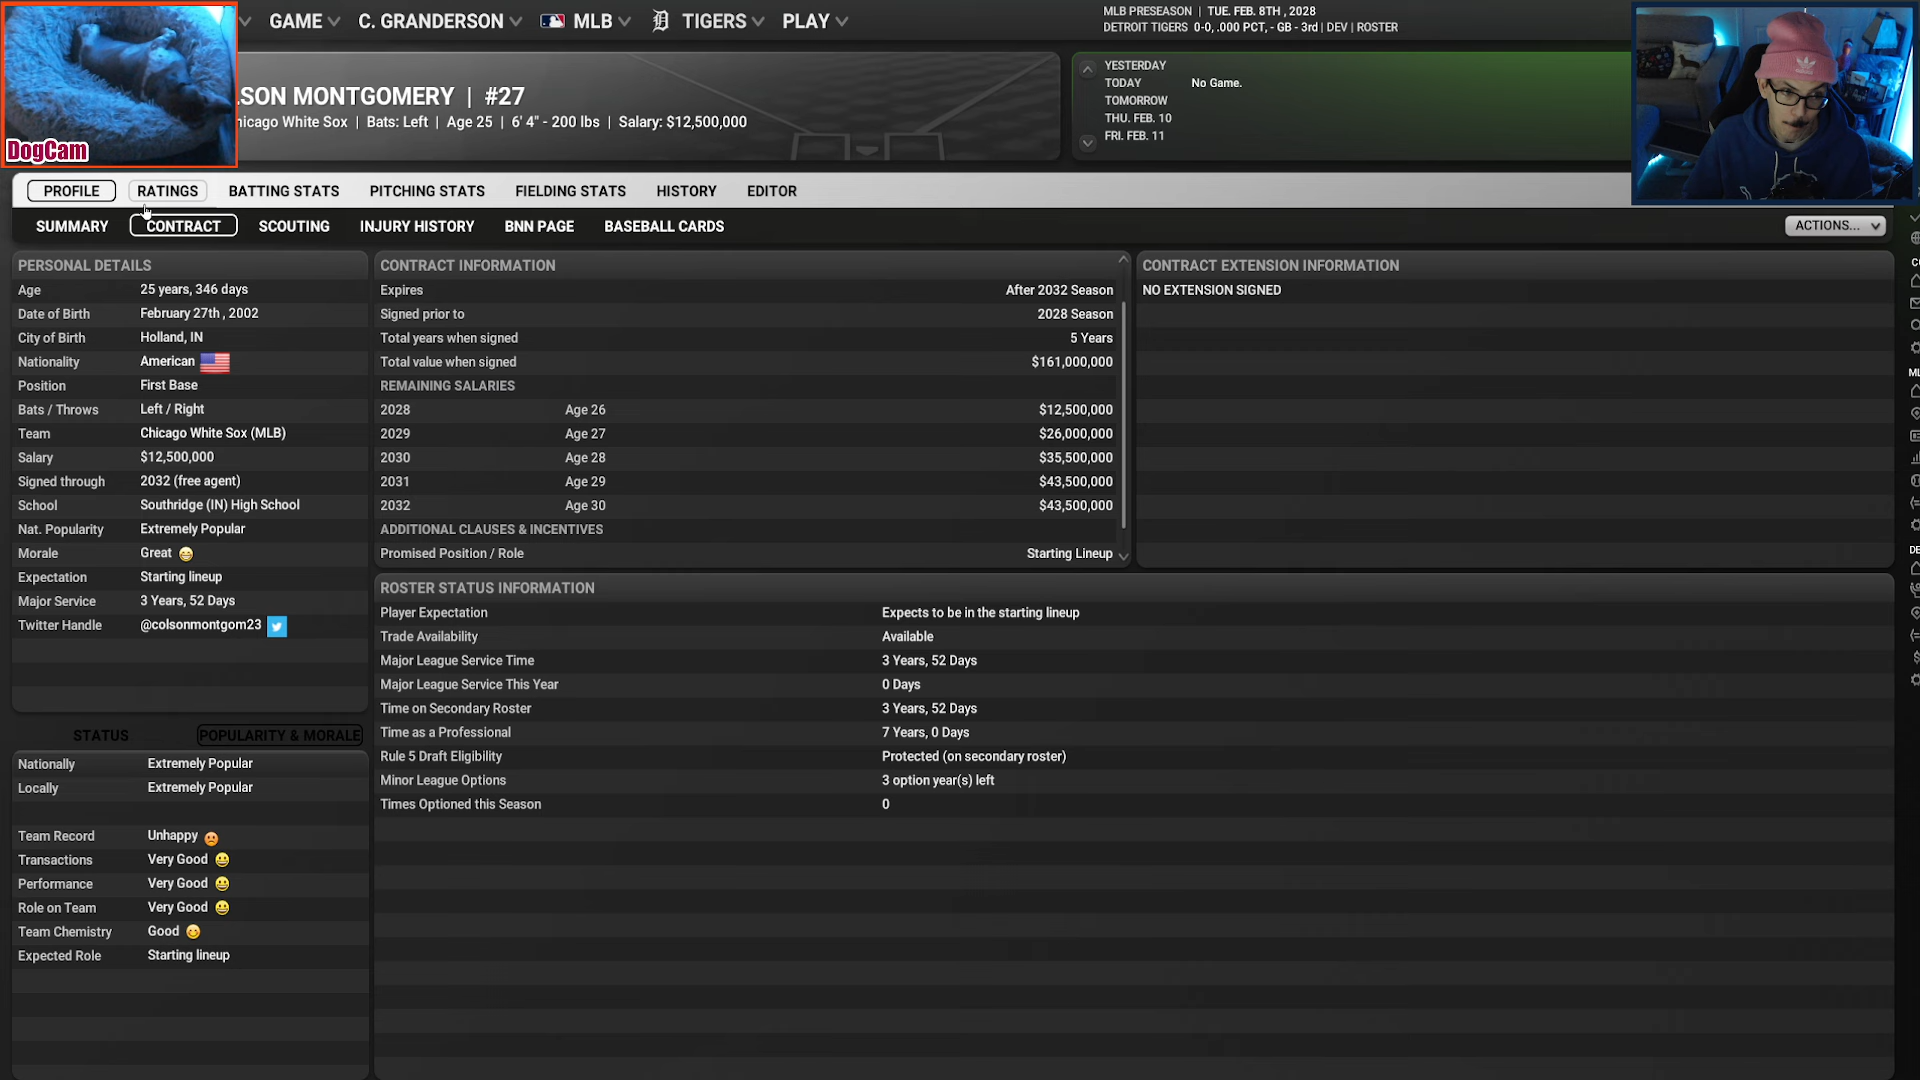 GAME
C. GRANDERSON
MLB
TIGERS
PLAY
MLB PRESEASON | TUE. FEB. 8TH , 2028
DETROIT TIGERS 0-0, .000 PCT, - GB - 3rd | DEV | ROSTER
DogCam
LSON MONTGOMERY | #27
hicago White Sox | Bats: Left | Age 25 | 6' 4" - 200 lbs | Salary: $12,500,000
YESTERDAY
TODAY No Game.
TOMORROW
THU. FEB. 10
FRI. FEB. 11
PROFILE RATINGS BATTING STATS PITCHING STATS FIELDING STATS HISTORY EDITOR
SUMMARY CONTRACT SCOUTING INJURY HISTORY BNN PAGE BASEBALL CARDS ACTIONS...
PERSONAL DETAILS
Age 25 years, 346 days
Date of Birth February 27th , 2002
City of Birth Holland, IN
Nationality American
Position First Base
Bats / Throws Left / Right
Team Chicago White Sox (MLB)
Salary $12,500,000
Signed through 2032 (free agent)
School Southridge (IN) High School
Nat. Popularity Extremely Popular
Morale Great
Expectation Starting lineup
Major Service 3 Years, 52 Days
Twitter Handle @colsonmontgom23
STATUS POPULARITY & MORALE
Nationally Extremely Popular
Locally Extremely Popular
Team Record Unhappy
Transactions Very Good
Performance Very Good
Role on Team Very Good
Team Chemistry Good
Expected Role Starting lineup
CONTRACT INFORMATION
Expires After 2032 Season
Signed prior to 2028 Season
Total years when signed 5 Years
Total value when signed $161,000,000
REMAINING SALARIES
2028 Age 26 $12,500,000
2029 Age 27 $26,000,000
2030 Age 28 $35,500,000
2031 Age 29 $43,500,000
2032 Age 30 $43,500,000
ADDITIONAL CLAUSES & INCENTIVES
Promised Position / Role Starting Lineup
CONTRACT EXTENSION INFORMATION
NO EXTENSION SIGNED
ROSTER STATUS INFORMATION
Player Expectation Expects to be in the starting lineup
Trade Availability Available
Major League Service Time 3 Years, 52 Days
Major League Service This Year 0 Days
Time on Secondary Roster 3 Years, 52 Days
Time as a Professional 7 Years, 0 Days
Rule 5 Draft Eligibility Protected (on secondary roster)
Minor League Options 3 option year(s) left
Times Optioned this Season 0